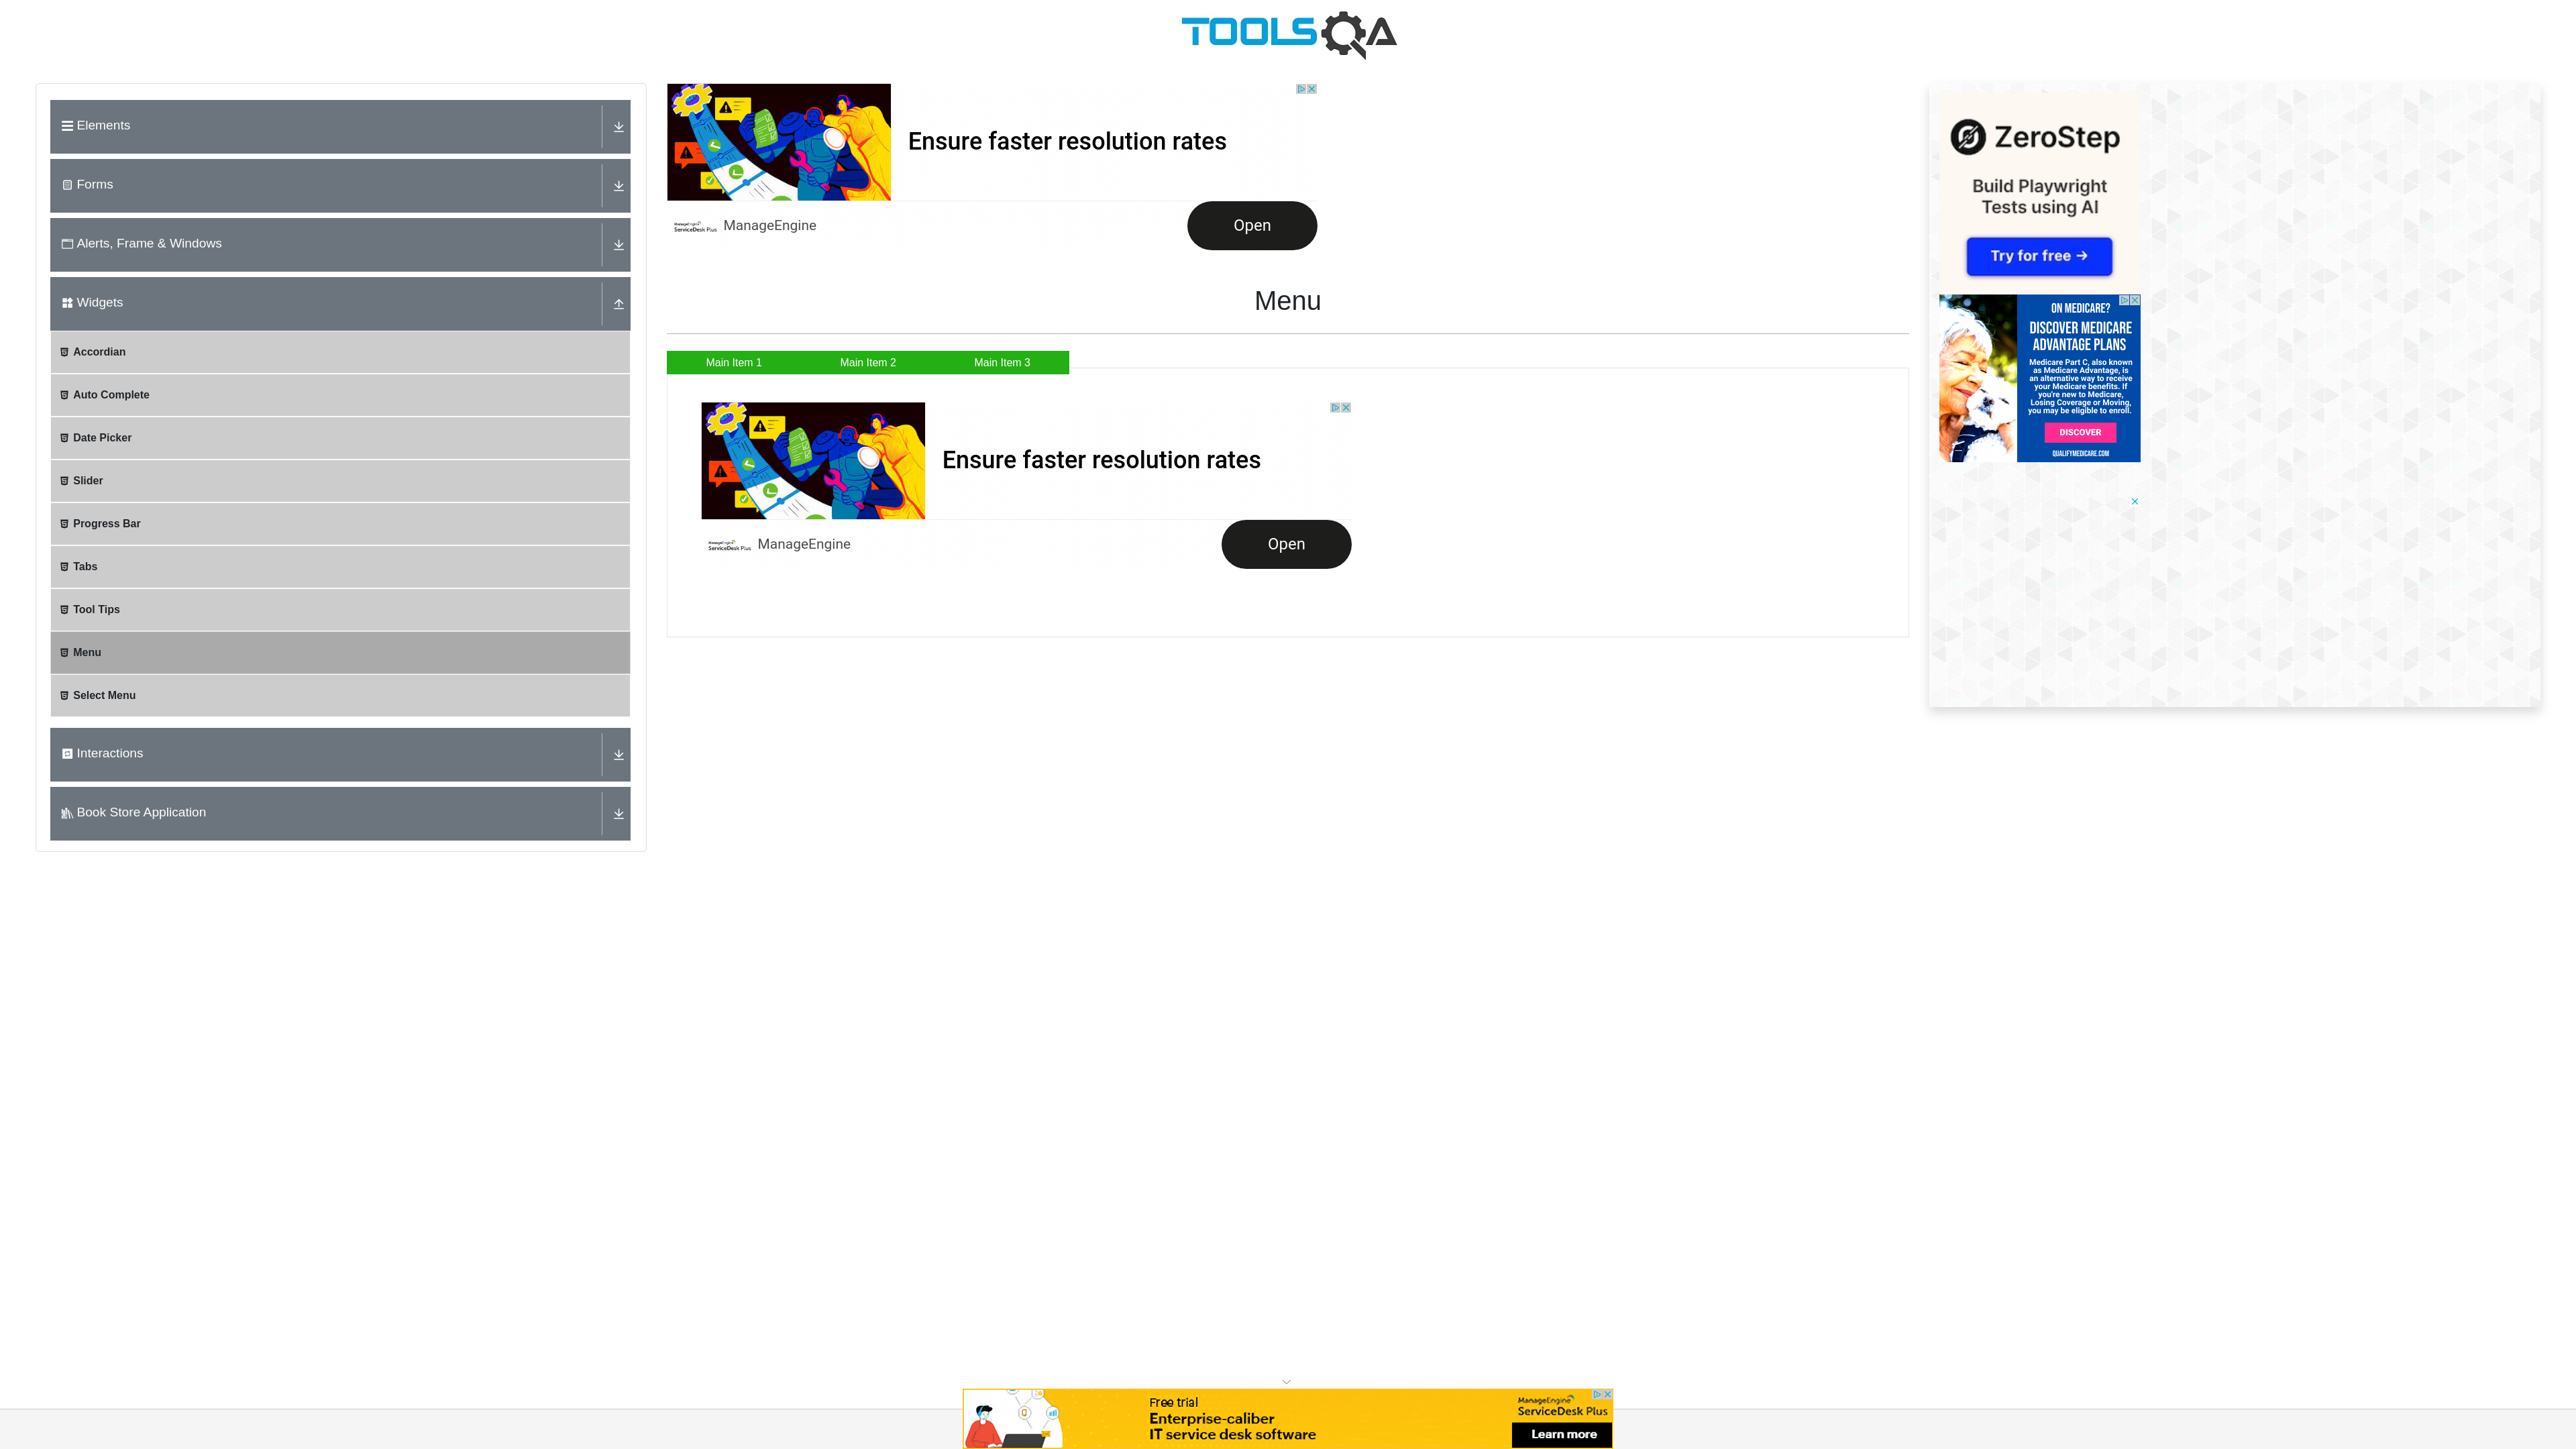 TOOLSQA
Elements
Forms
Alerts, Frame & Windows
Widgets
Accordian
Auto Complete
Date Picker
Slider
Progress Bar
Tabs
Tool Tips
Menu
Select Menu
Interactions
Book Store Application
Ensure faster resolution rates
ManageEngine
ServiceDesk Plus
ManageEngine
Open
Menu
Main Item 1
Main Item 2
Main Item 3
Ensure faster resolution rates
ManageEngine
ServiceDesk Plus
ManageEngine
Open
ZeroStep
Build Playwright
Tests using AI
Try for free →
ON MEDICARE?
DISCOVER MEDICARE
ADVANTAGE PLANS
Medicare Part C, also known
as Medicare Advantage, is
an alternative way to receive
your Medicare benefits. If
you're new to Medicare,
Losing Coverage or Moving,
you may be eligible to enroll.
DISCOVER
QUALIFYMEDICARE.COM
Free trial
Enterprise-caliber
IT service desk software
ManageEngine
ServiceDesk Plus
Learn more